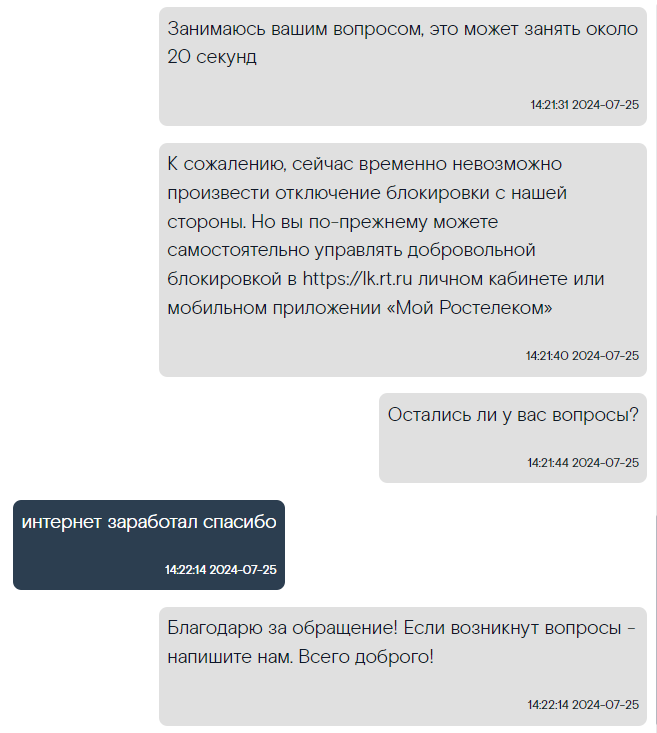 Занимаюсь вашим вопросом, это может занять около
20 секунд
14:21:31 2024-07-25
К сожалению, сейчас временно невозможно
произвести отключение блокировки с нашей
стороны. Но вы по-прежнему можете
самостоятельно управлять добровольной
блокировкой в https://lk.rt.ru личном кабинете или
мобильном приложении «Мой Ростелеком»
14:21:40 2024-07-25
Остались ли у вас вопросы?
14:21:44 2024-07-25
интернет заработал спасибо
14:22:14 2024-07-25
Благодарю за обращение! Если возникнут вопросы -
напишите нам. Всего доброго!
14:22:14 2024-07-25